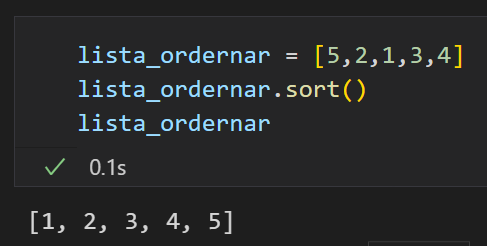 lista_ordernar = [5,2,1,3,4]
lista_ordernar.sort()
lista_ordernar
0.1s
[1, 2, 3, 4, 5]